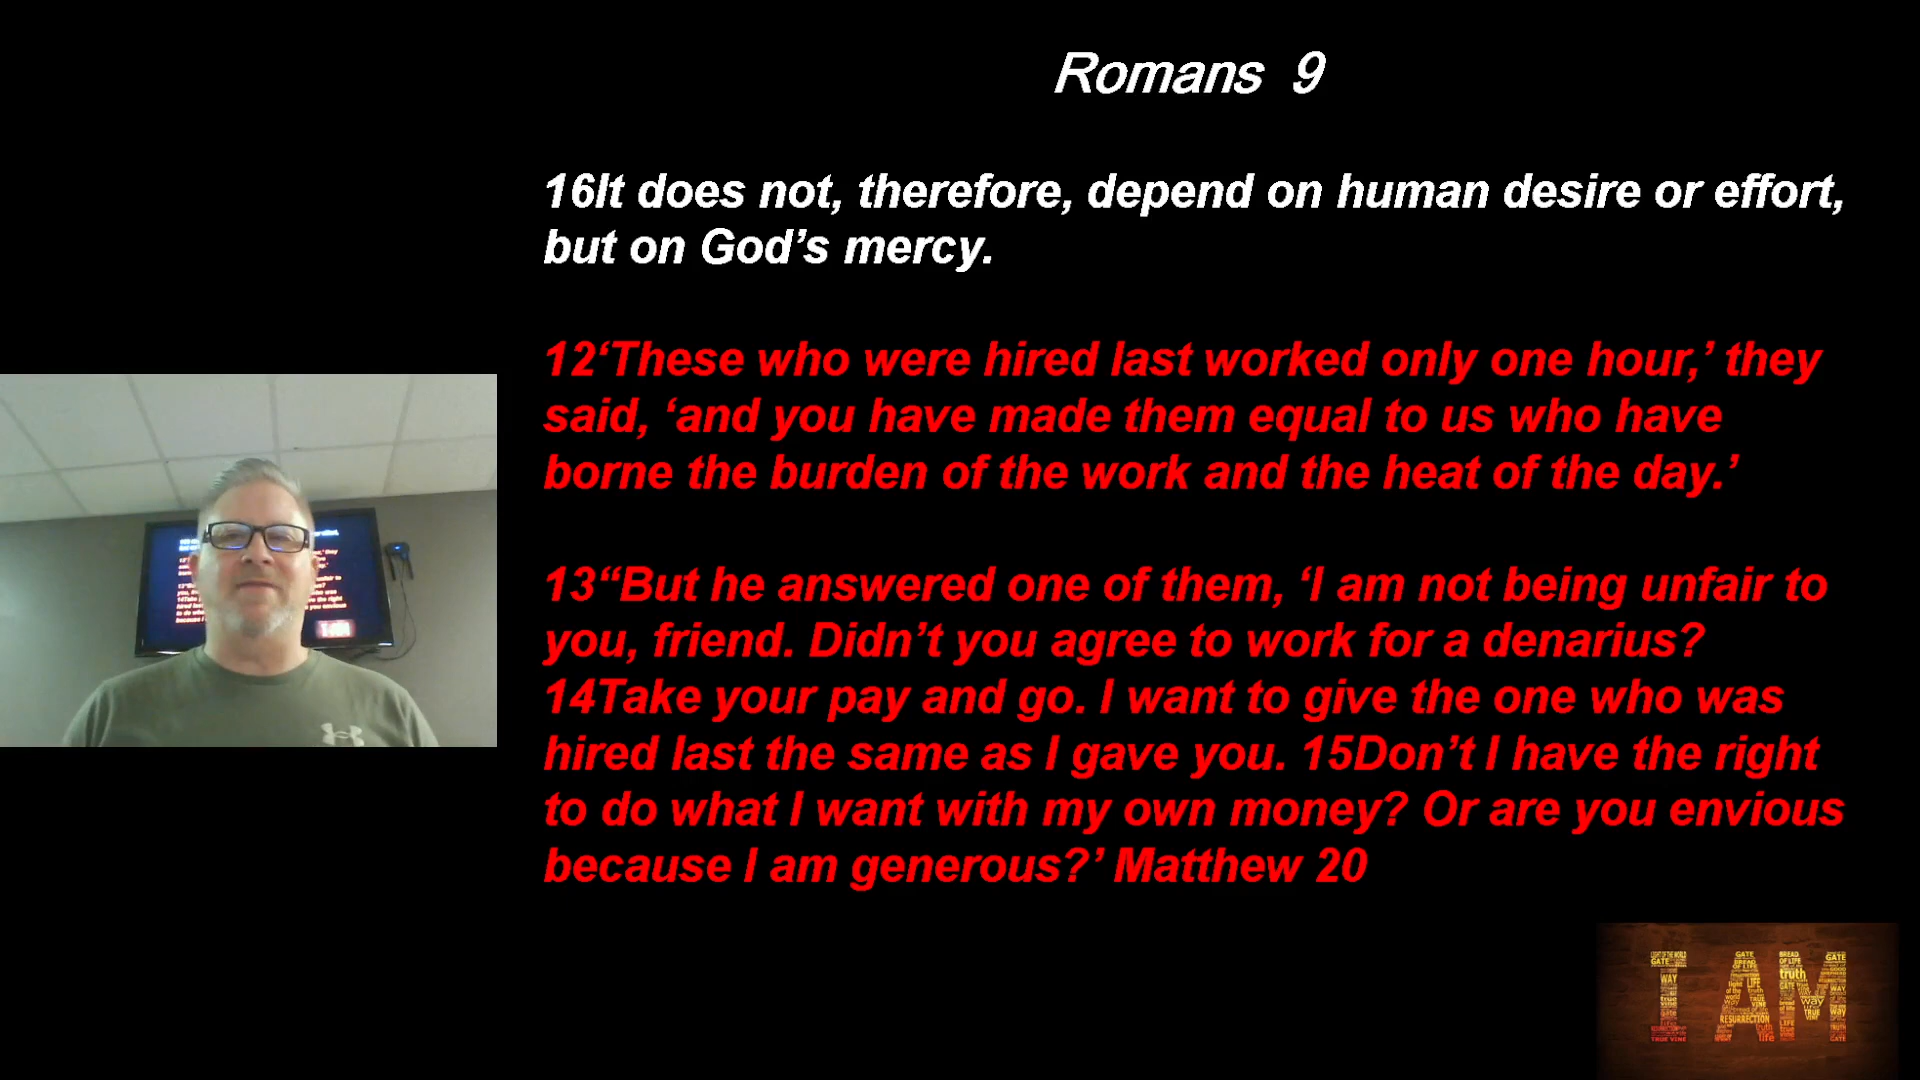 Romans 9
16It does not, therefore, depend on human desire or effort,
but on God’s mercy.
12‘These who were hired last worked only one hour,’ they
said, ‘and you have made them equal to us who have
borne the burden of the work and the heat of the day.’
13“But he answered one of them, ‘I am not being unfair to
you, friend. Didn’t you agree to work for a denarius?
14Take your pay and go. I want to give the one who was
hired last the same as I gave you. 15Don’t I have the right
to do what I want with my own money? Or are you envious
because I am generous?’ Matthew 20
I AM